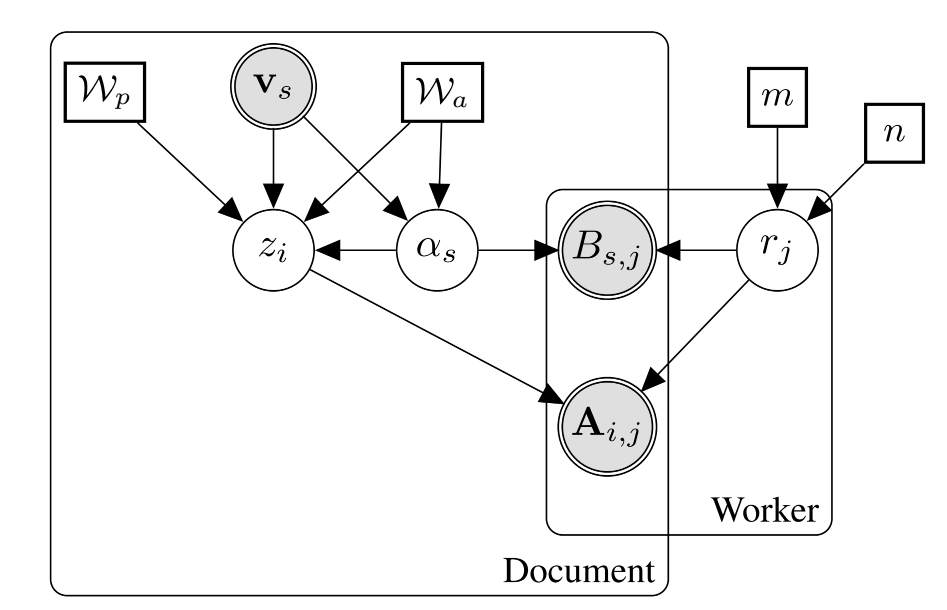 𝒲p
vs
𝒲a
m
n
zi
αs
Bs,j
rj
Ai,j
Worker
Document